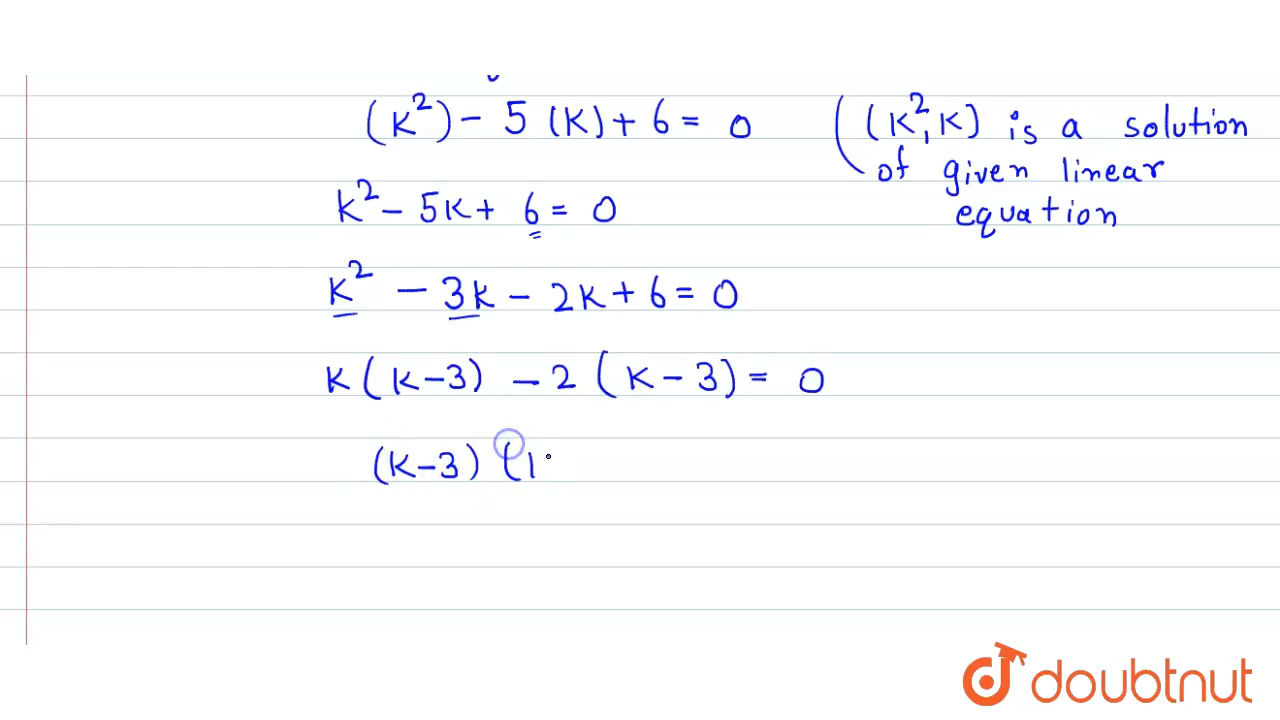 (K²) - 5 (K) + 6 = 0
(K², K) is a solution
of given linear
equation
K² - 5K + 6 = 0
K² - 3K - 2K + 6 = 0
K (K-3) - 2 (K - 3) = 0
(K-3) (1
doubtnut